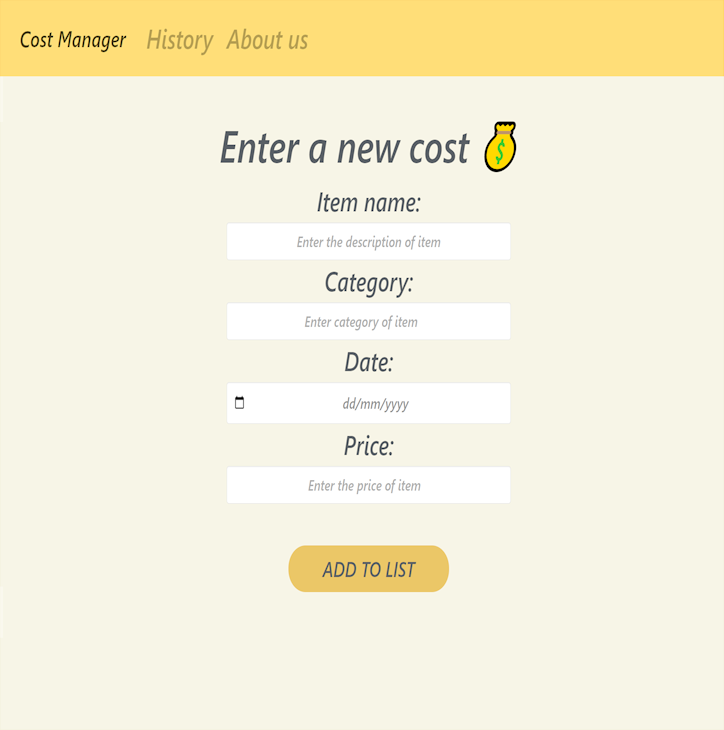 Cost Manager History About us
Enter a new cost
Item name:
Enter the description of item
Category:
Enter category of item
Date:
dd/mm/yyyy
Price:
Enter the price of item
ADD TO LIST